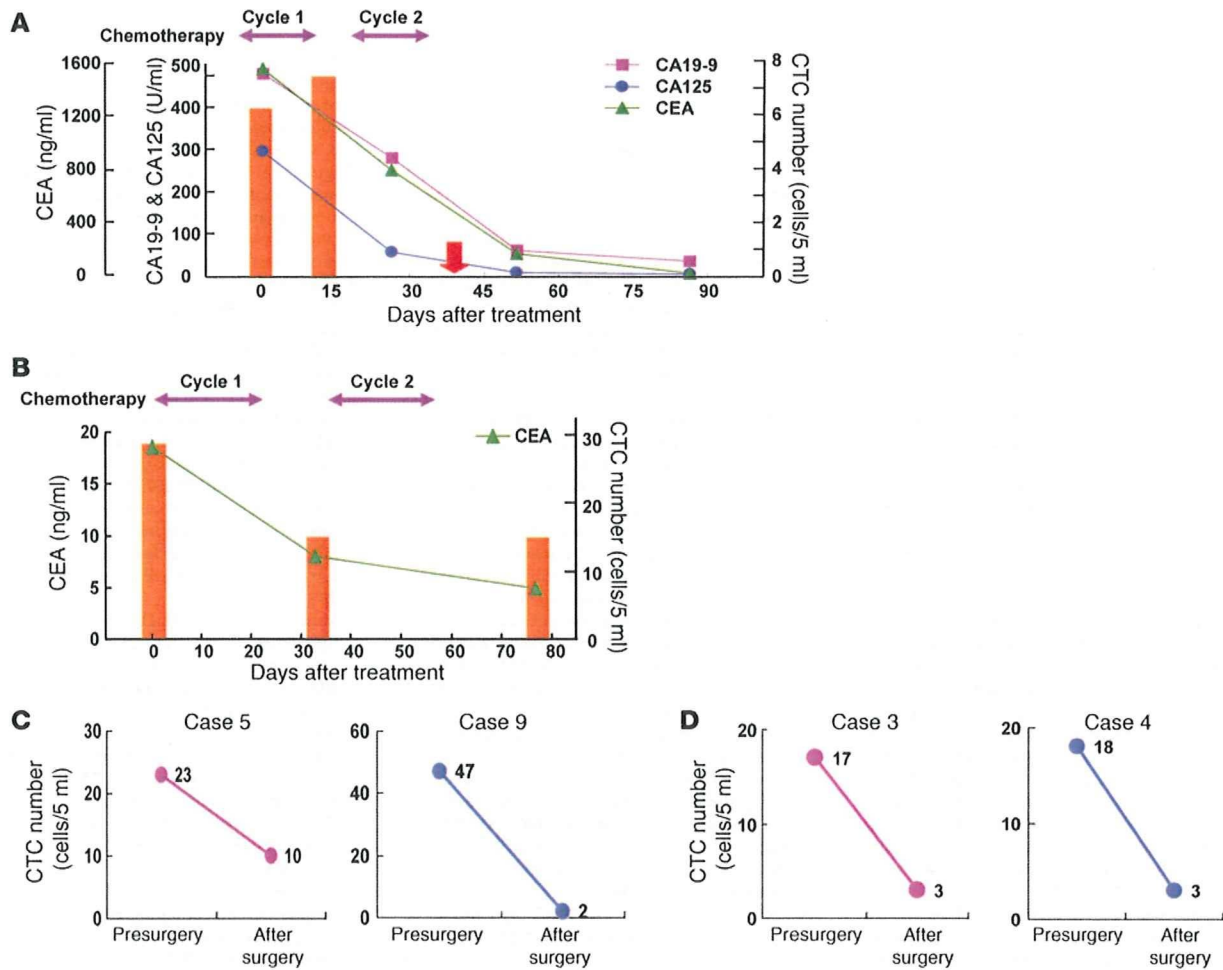 A
Cycle 1 Cycle 2
Chemotherapy
CEA (ng/ml)
1600
1200
800
400
0
CA19-9 & CA125 (U/ml)
500
400
300
200
100
0
CA19-9
CA125
CEA
8
6
4
2
0
CTC number (cells/5 ml)
0 15 30 45 60 75 90
Days after treatment
B
Cycle 1 Cycle 2
Chemotherapy
CEA (ng/ml)
20
15
10
5
0
CEA
30
20
10
0
CTC number (cells/5 ml)
0 10 20 30 40 50 60 70 80
Days after treatment
C
Case 5
CTC number
(cells/5 ml)
30
20
10
0
23
10
Presurgery After
surgery
Case 9
60
40
20
0
47
2
Presurgery After
surgery
D
Case 3
CTC number
(cells/5 ml)
20
10
0
17
3
Presurgery After
surgery
Case 4
20
10
0
18
3
Presurgery After
surgery